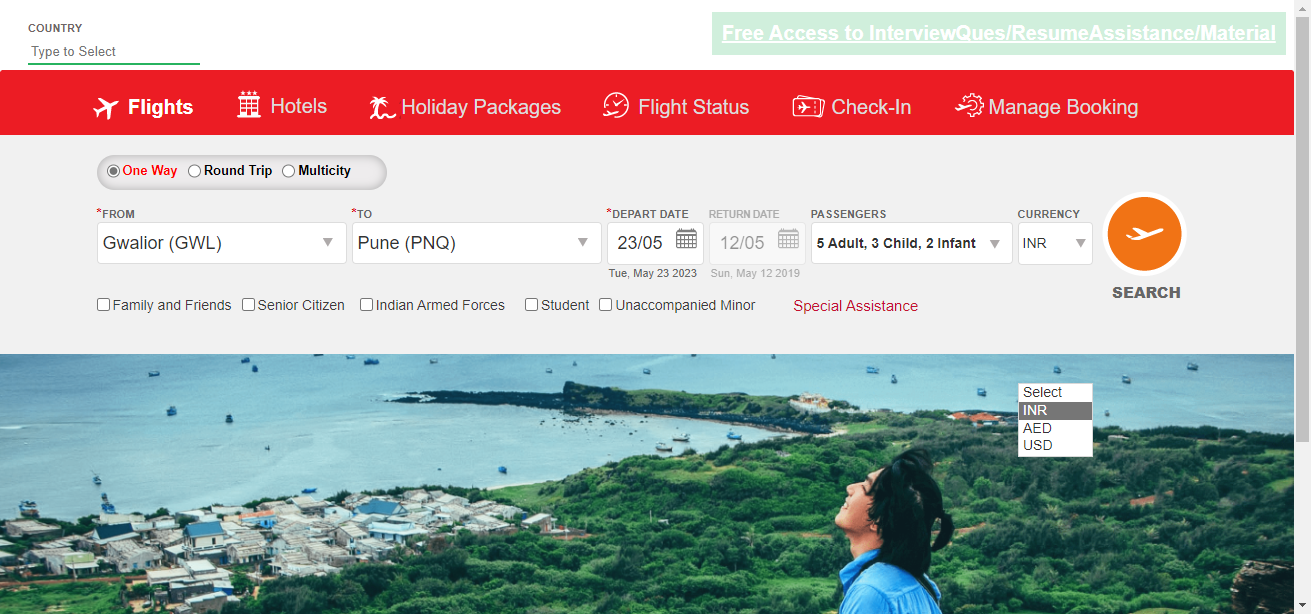 COUNTRY
Type to Select
Free Access to InterviewQues/ResumeAssistance/Material
Flights Hotels Holiday Packages Flight Status Check-In Manage Booking
One Way Round Trip Multicity
*FROM *TO *DEPART DATE RETURN DATE PASSENGERS CURRENCY
Gwalior (GWL) Pune (PNQ) 23/05 12/05 5 Adult, 3 Child, 2 Infant INR
Tue, May 23 2023 Sun, May 12 2019
SEARCH
Family and Friends Senior Citizen Indian Armed Forces Student Unaccompanied Minor Special Assistance
Select
INR
AED
USD